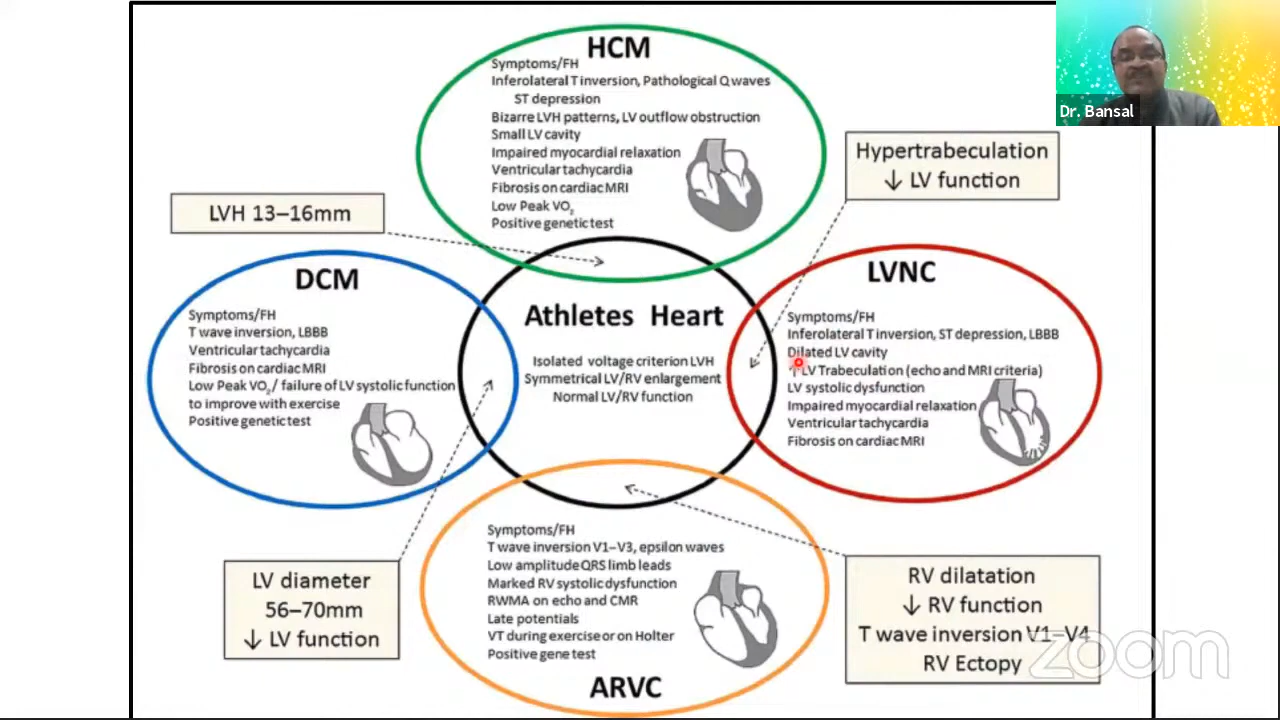 HCM
Symptoms/FH
Inferolateral T inversion, Pathological Q waves
ST depression
Bizarre LVH patterns, LV outflow obstruction
Small LV cavity
Impaired myocardial relaxation
Ventricular tachycardia
Fibrosis on cardiac MRI
Low Peak VO₂
Positive genetic test
Dr. Bansal
Hypertrabeculation
↓ LV function
LVH 13–16mm
DCM
Symptoms/FH
T wave inversion, LBBB
Ventricular tachycardia
Fibrosis on cardiac MRI
Low Peak VO₂/ failure of LV systolic function
to improve with exercise
Positive genetic test
Athletes Heart
Isolated voltage criterion LVH
Symmetrical LV/RV enlargement
Normal LV/RV function
LVNC
Symptoms/FH
Inferolateral T inversion, ST depression, LBBB
Dilated LV cavity
↑LV Trabeculation (echo and MRI criteria)
LV systolic dysfunction
Impaired myocardial relaxation
Ventricular tachycardia
Fibrosis on cardiac MRI
LV diameter
56–70mm
↓ LV function
Symptoms/FH
T wave inversion V1–V3, epsilon waves
Low amplitude QRS limb leads
Marked RV systolic dysfunction
RWMA on echo and CMR
Late potentials
VT during exercise or on Holter
Positive gene test
ARVC
RV dilatation
↓ RV function
T wave inversion V1–V4
RV Ectopy
zoom